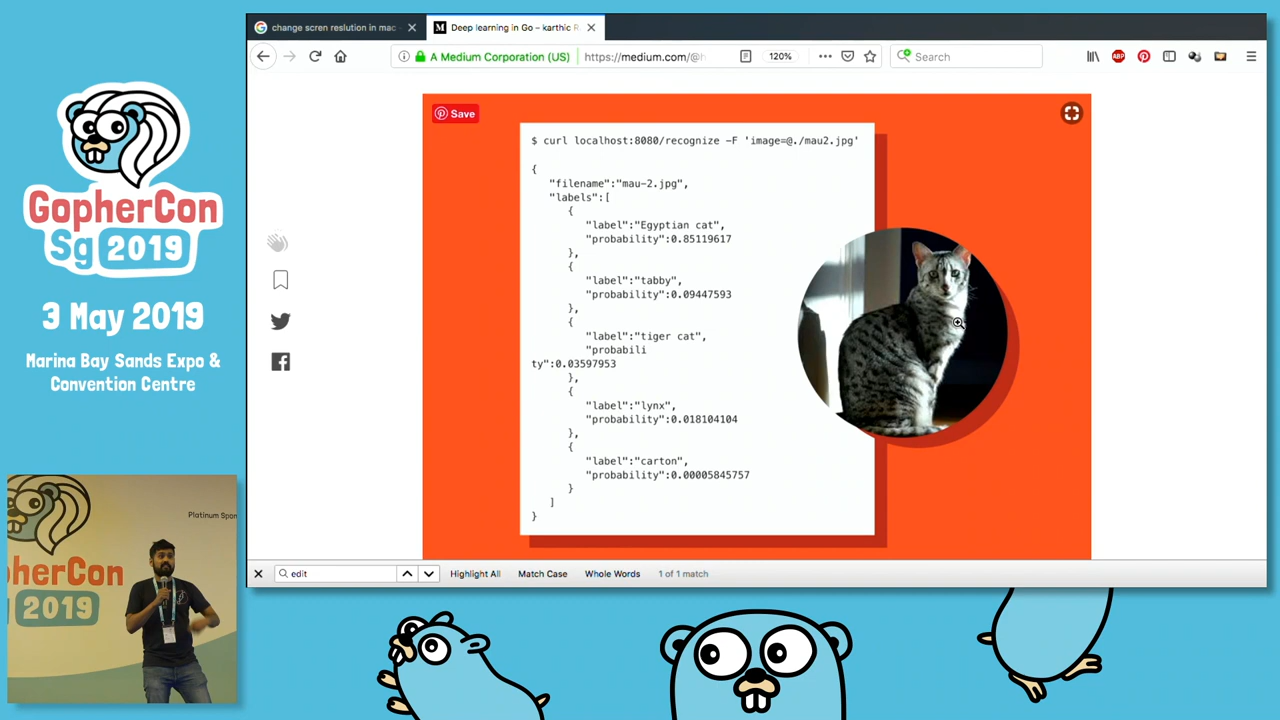 GopherCon
Sg 2019
3 May 2019
Marina Bay Sands Expo &
Convention Centre
Platinum Spon
herCon
2019
change scren reslution in mac
Deep learning in Go – karthic R
A Medium Corporation (US)
https://medium.com/@h
120%
Search
ABP
Save
$ curl localhost:8080/recognize -F 'image=@./mau2.jpg'
{
"filename":"mau-2.jpg",
"labels":[
{
"label":"Egyptian cat",
"probability":0.85119617
},
{
"label":"tabby",
"probability":0.09447593
},
{
"label":"tiger cat",
"probabili
ty":0.03597953
},
{
"label":"lynx",
"probability":0.018104104
},
{
"label":"carton",
"probability":0.00005845757
}
]
}
edit
Highlight All
Match Case
Whole Words
1 of 1 match